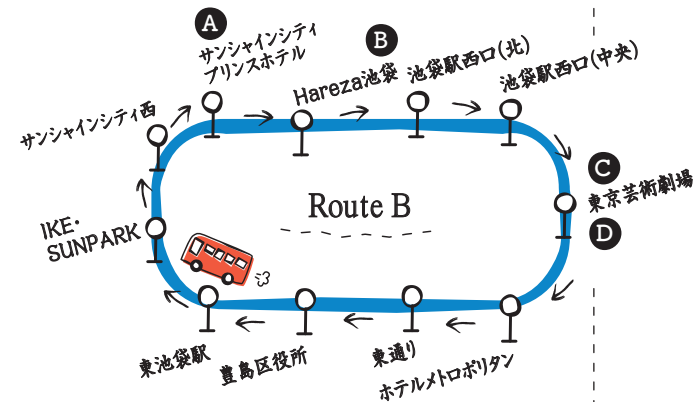 A
サンシャインシティ
プリンスホテル
B
Hareza池袋
池袋駅西口(北)
池袋駅西口(中央)
サンシャインシティ西
C
東京芸術劇場
D
Route B
IKE・
SUNPARK
東池袋駅
豊島区役所
東通り
ホテルメトロポリタン